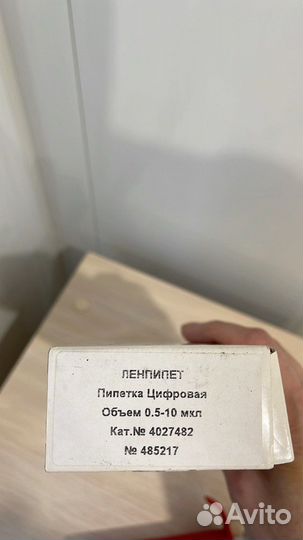 ЛЕНПИПЕТ
Пипетка Цифровая
Объем 0.5-10 мкл
Кат.№ 4027482
№ 485217
Avito